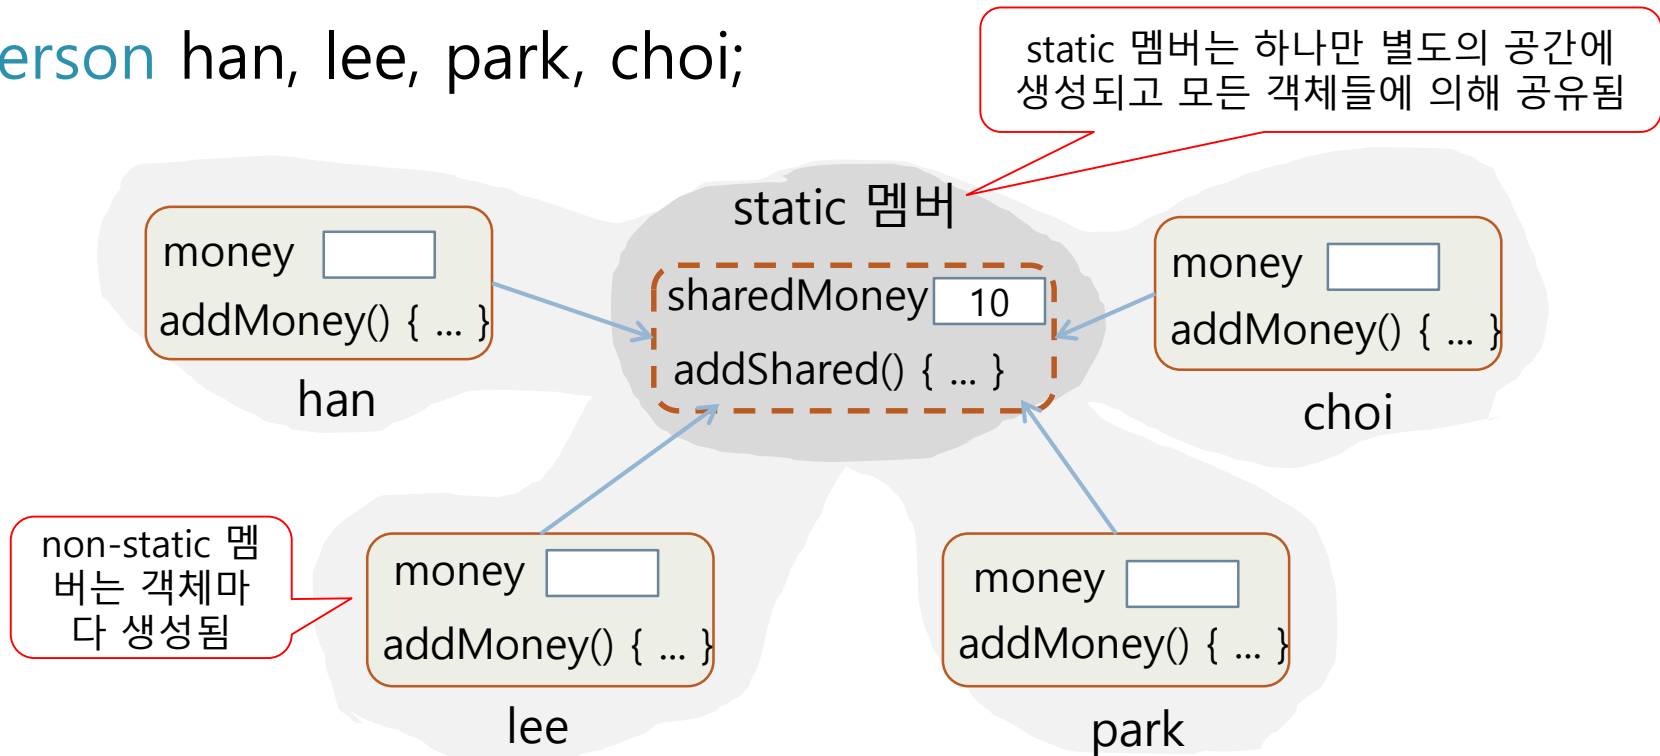 erson han, lee, park, choi;
static 멤버는 하나만 별도의 공간에
생성되고 모든 객체들에 의해 공유됨
static 멤버
money
addMoney() { ... }
han
sharedMoney 10
addShared() { ... }
money
addMoney() { ... }
choi
non-static 멤
버는 객체마
다 생성됨
money
addMoney() { ... }
lee
money
addMoney() { ... }
park